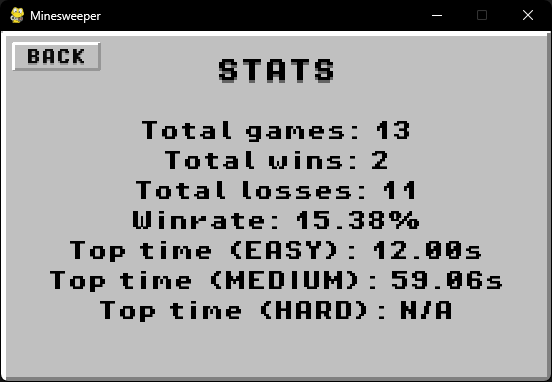 Minesweeper
BACK
STATS
Total games: 13
Total wins: 2
Total losses: 11
Winrate: 15.38%
Top time (EASY): 12.00s
Top time (MEDIUM): 59.06s
Top time (HARD): N/A